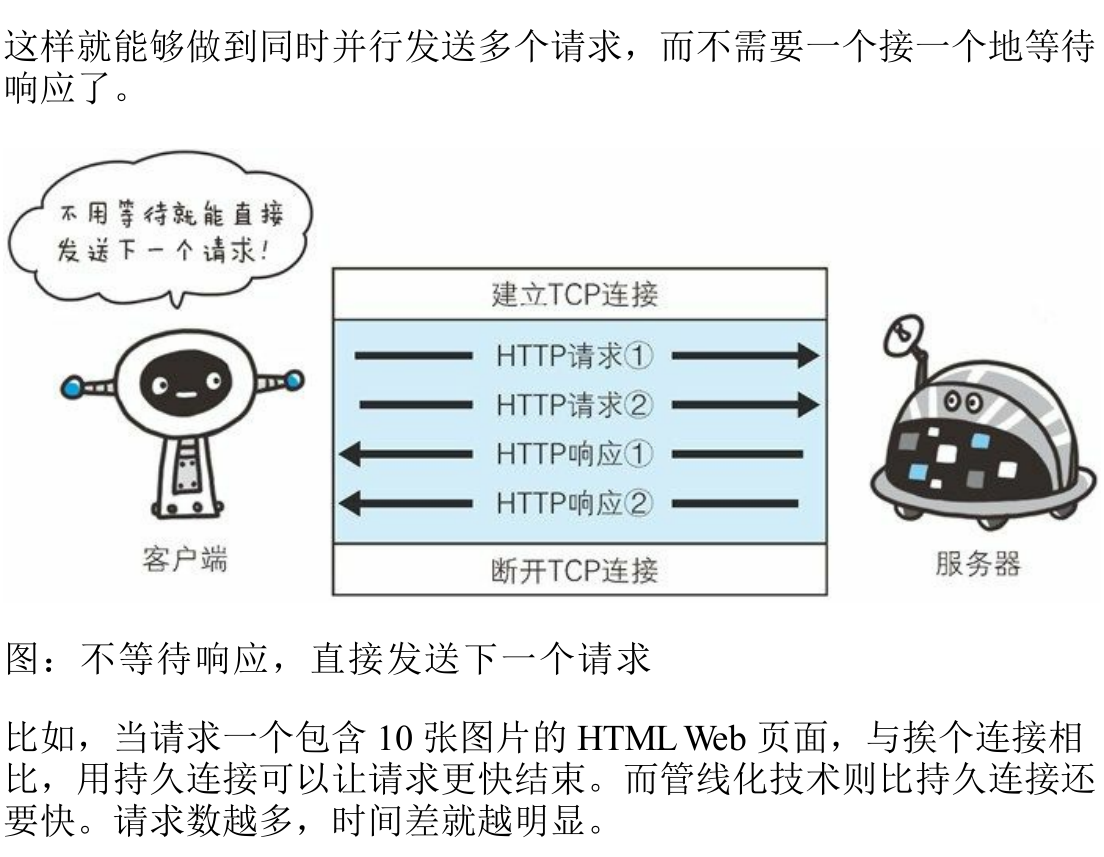 这样就能够做到同时并行发送多个请求，而不需要一个接一个地等待
响应了。
不用等待就能直接
发送下一个请求！
建立TCP连接
HTTP请求①
HTTP请求②
HTTP响应①
HTTP响应②
断开TCP连接
客户端
服务器
图：不等待响应，直接发送下一个请求
比如，当请求一个包含 10 张图片的 HTML Web 页面，与挨个连接相
比，用持久连接可以让请求更快结束。而管线化技术则比持久连接还
要快。请求数越多，时间差就越明显。